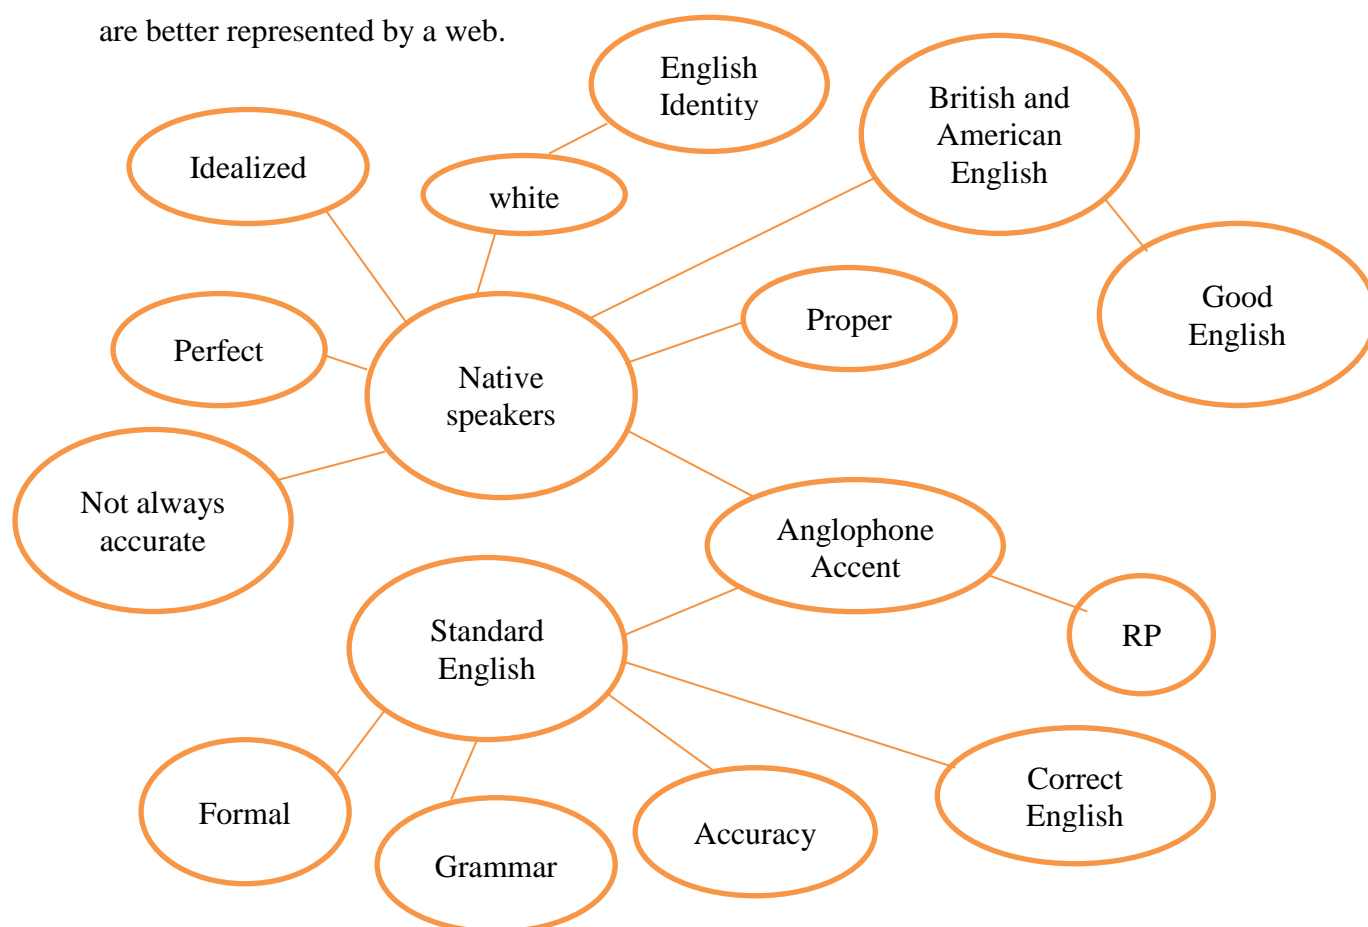 are better represented by a web.
English
Identity
British and
American
English
Idealized
white
Good
English
Proper
Perfect
Native
speakers
Not always
accurate
Anglophone
Accent
Standard
English
RP
Correct
English
Formal
Accuracy
Grammar